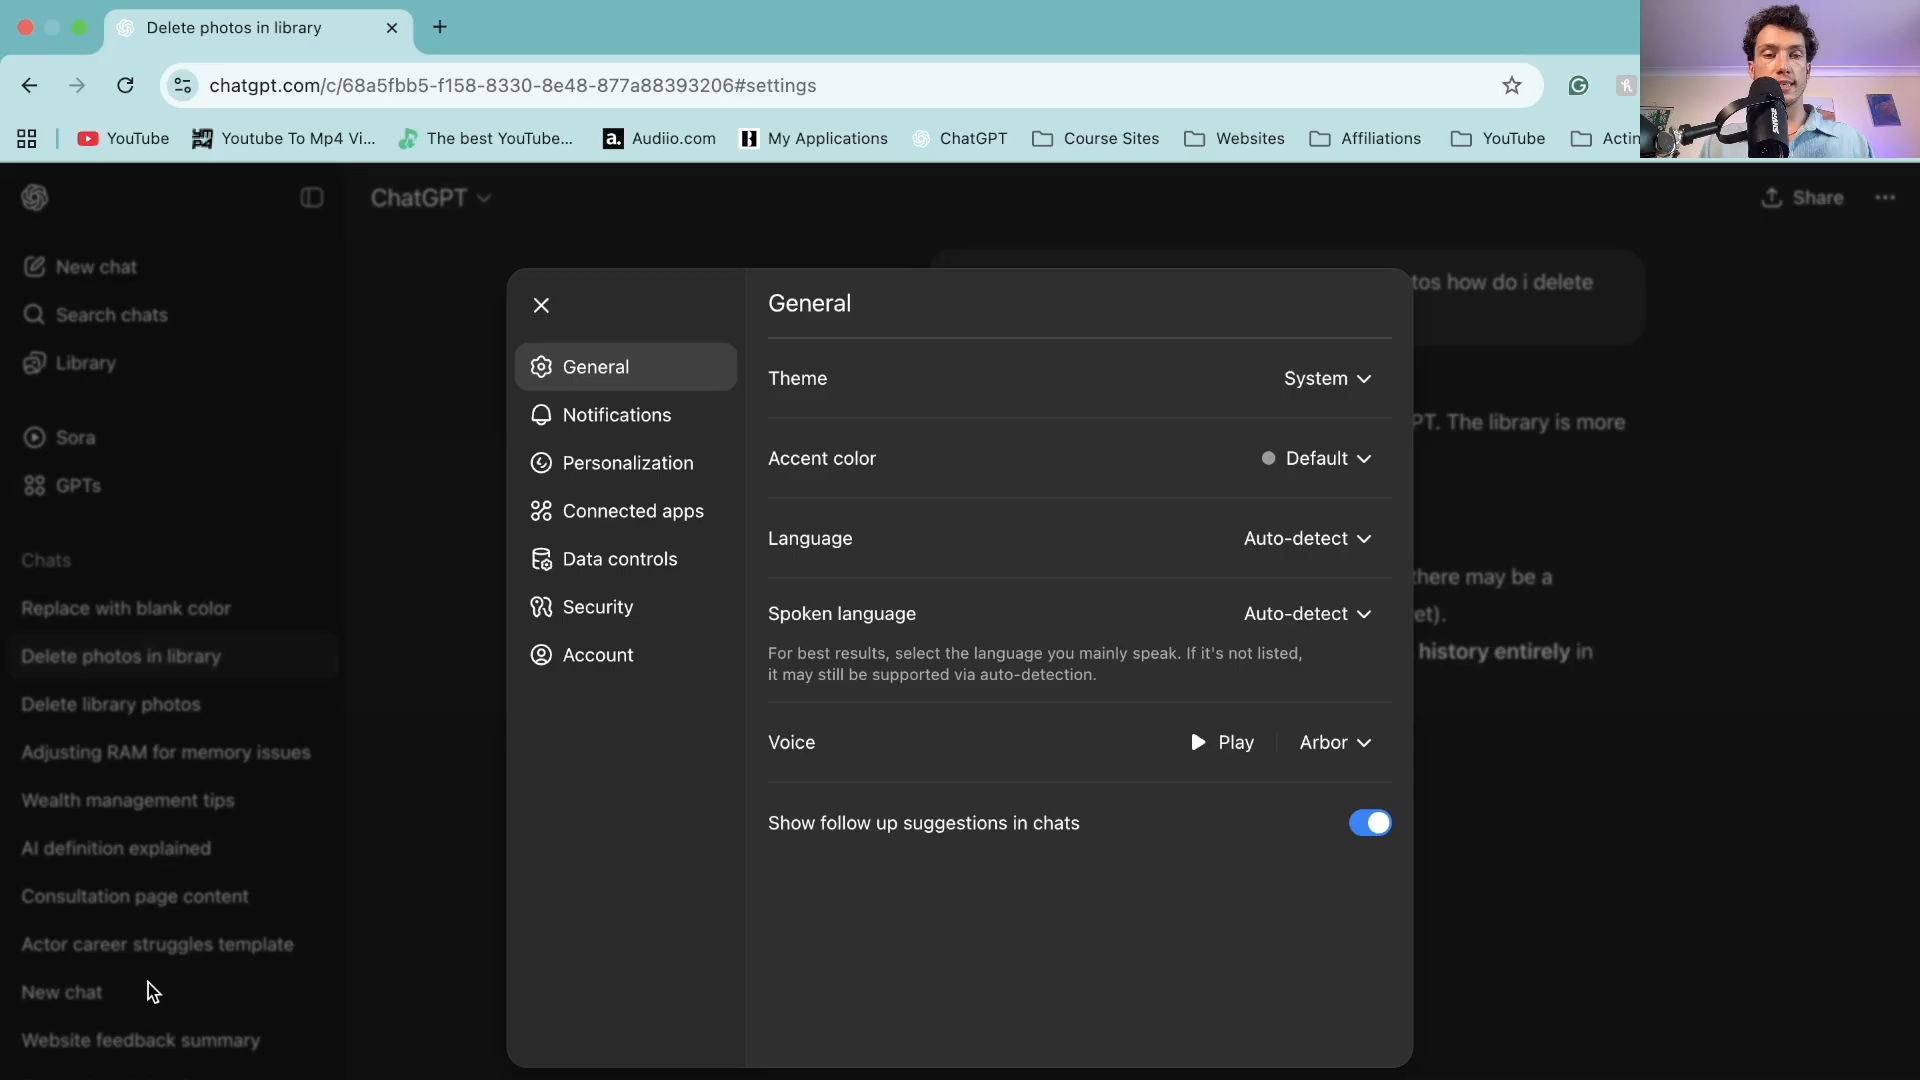 Delete photos in library
chatgpt.com/c/68a5fbb5-f158-8330-8e48-877a88393206#settings
YouTube
Youtube To Mp4 Vi...
The best YouTube...
Audiio.com
My Applications
ChatGPT
Course Sites
Websites
Affiliations
YouTube
Actin
ChatGPT
Share
New chat
Search chats
Library
Sora
GPTs
Chats
Replace with blank color
Delete photos in library
Delete library photos
Adjusting RAM for memory issues
Wealth management tips
AI definition explained
Consultation page content
Actor career struggles template
New chat
Website feedback summary
General
Notifications
Personalization
Connected apps
Data controls
Security
Account
General
Theme
System
Accent color
Default
Language
Auto-detect
Spoken language
Auto-detect
For best results, select the language you mainly speak. If it's not listed,
it may still be supported via auto-detection.
Voice
Play
Arbor
Show follow up suggestions in chats
tos how do i delete
PT. The library is more
there may be a
et).
history entirely in